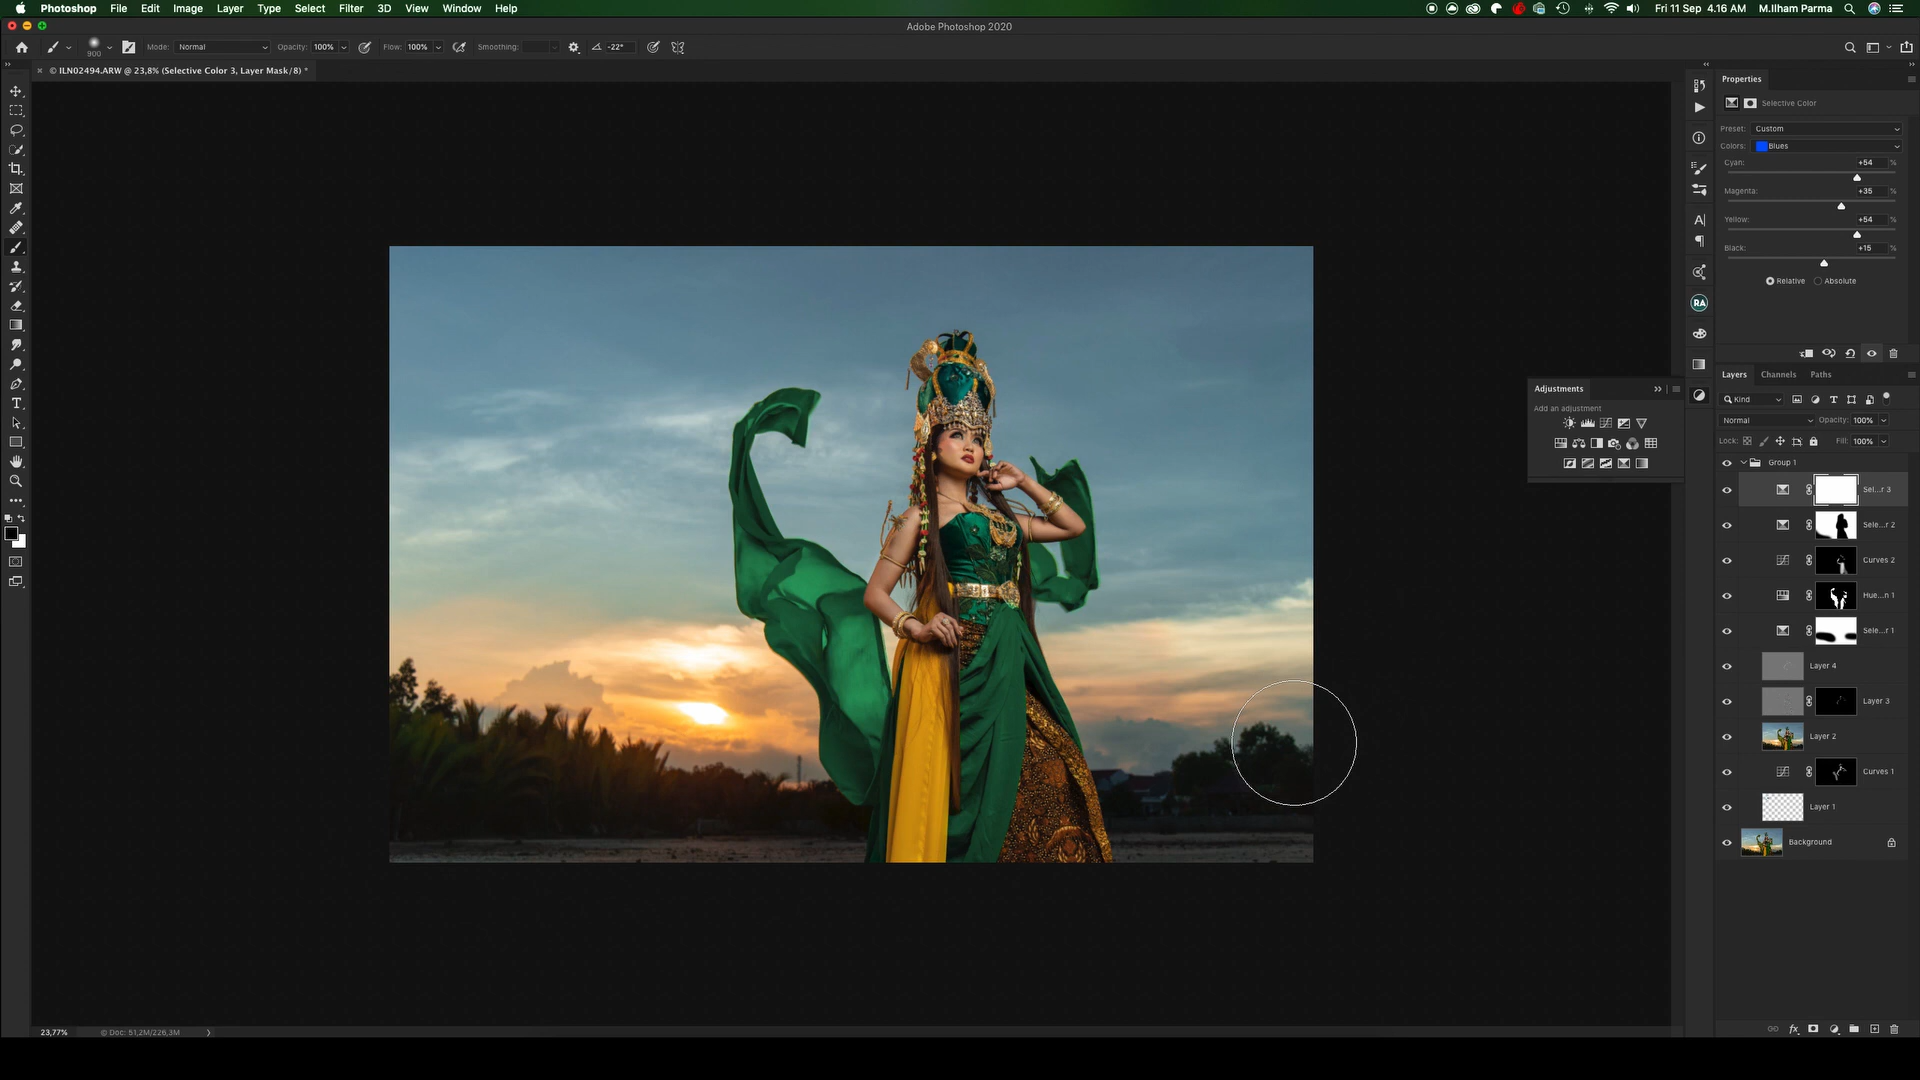 Photoshop File Edit Image Layer Type Select Filter 3D View Window Help Fri 11 Sep 4.16 AM M.Ilham Parma
Adobe Photoshop 2020
900 Mode: Normal Opacity: 100% Flow: 100% Smoothing: -22°
× © ILN02494.ARW @ 23,8% (Selective Color 3, Layer Mask/8) *
Properties
Selective Color
Preset: Custom
Colors: Blues
Cyan: +54 %
Magenta: +35 %
Yellow: +54 %
Black: +15 %
Relative Absolute
RA
Adjustments
Add an adjustment
Layers Channels Paths
Kind
Normal Opacity: 100%
Lock: Fill: 100%
Group 1
Sel...r 3
Sele...r 2
Curves 2
Hue...n 1
Sele...r 1
Layer 4
Layer 3
Layer 2
Curves 1
Layer 1
Background
23,77% © Doc: 51,2M/226,3M